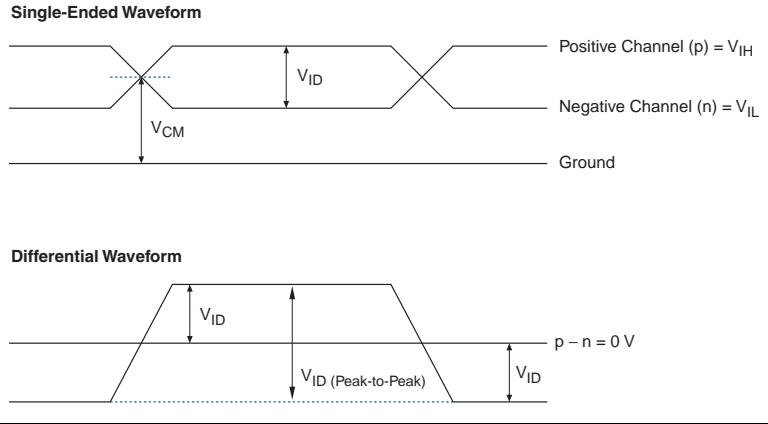 Single-Ended Waveform
Positive Channel (p) = VIH
VID
Negative Channel (n) = VIL
VCM
Ground
Differential Waveform
VID
p – n = 0 V
VID (Peak-to-Peak)
VID